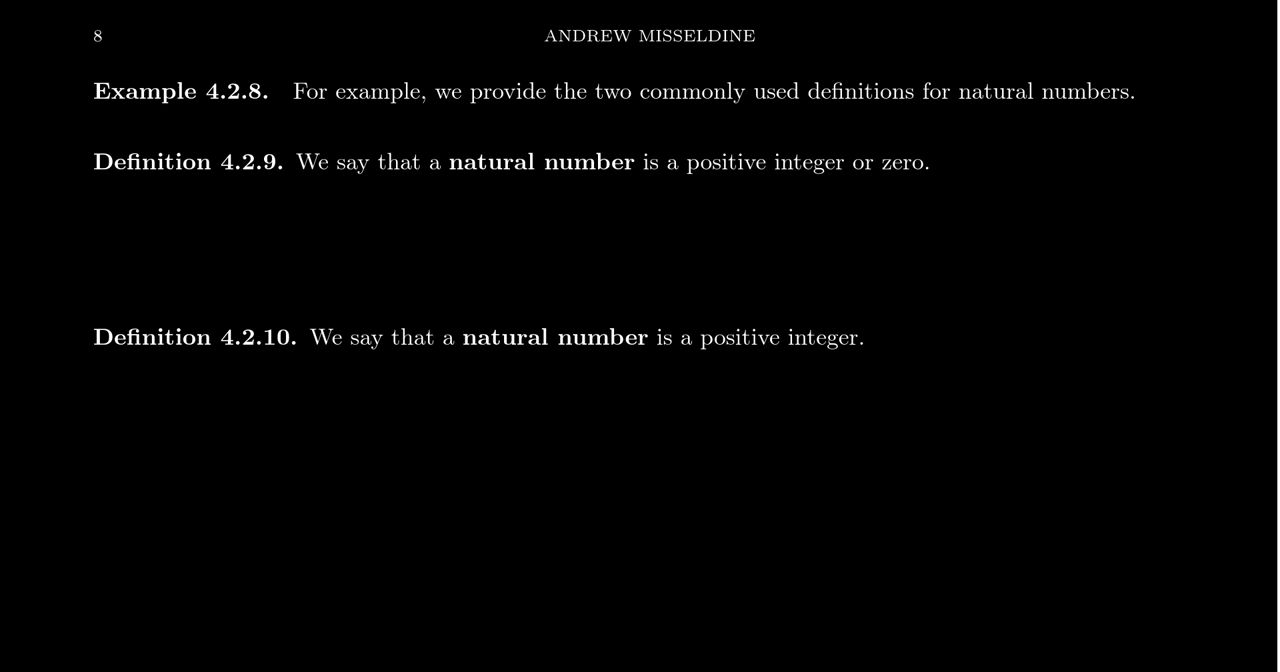 8 ANDREW MISSELDINE
Example 4.2.8. For example, we provide the two commonly used definitions for natural numbers.
Definition 4.2.9. We say that a natural number is a positive integer or zero.
Definition 4.2.10. We say that a natural number is a positive integer.